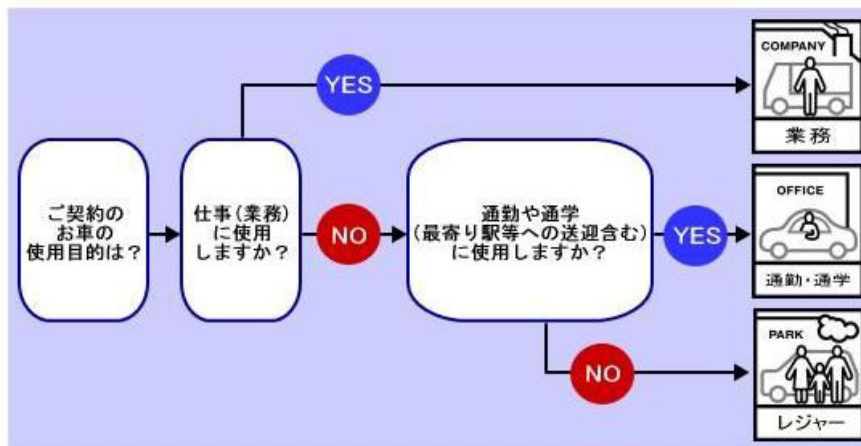 ご契約の
お車の
使用目的は？
仕事（業務）
に使用
しますか？
YES
COMPANY
業務
NO
通勤や通学
（最寄り駅等への送迎含む）
に使用しますか？
YES
OFFICE
通勤・通学
NO
PARK
レジャー